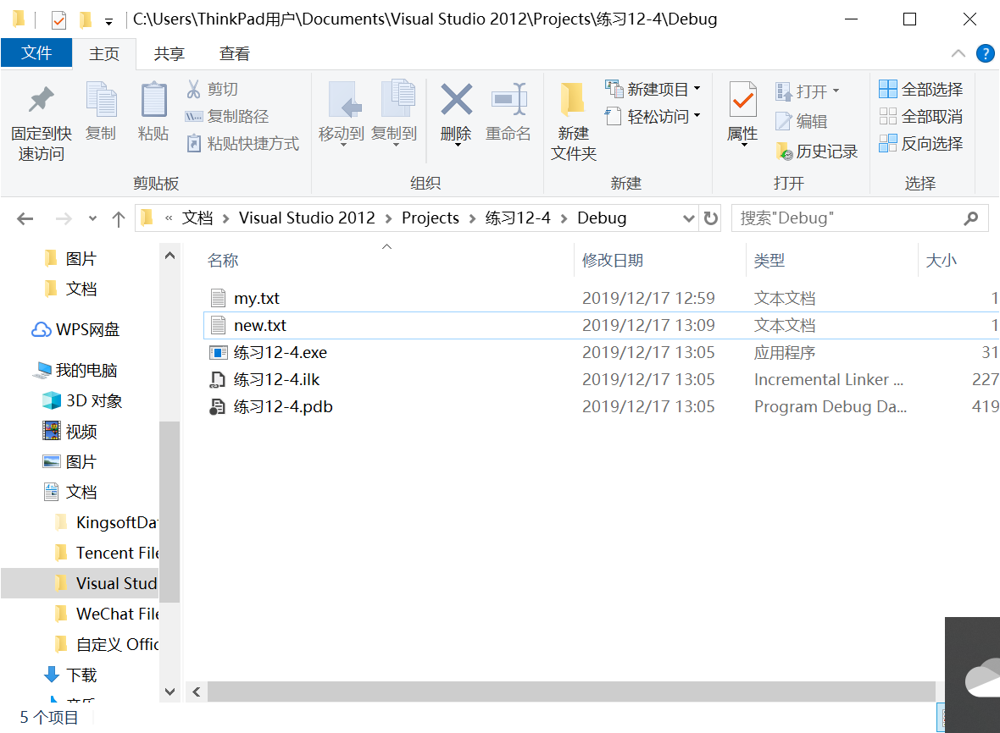 C:\Users\ThinkPad用户\Documents\Visual Studio 2012\Projects\练习12-4\Debug
文件 主页 共享 查看 ?
固定到快速访问
复制
粘贴
剪切
复制路径
粘贴快捷方式
剪贴板
移动到
复制到
删除
重命名
组织
新建
文件夹
新建项目
轻松访问
新建
属性
打开
编辑
历史记录
打开
全部选择
全部取消
反向选择
选择
« 文档 > Visual Studio 2012 > Projects > 练习12-4 > Debug
搜索"Debug"
图片
文档
WPS网盘
我的电脑
3D 对象
视频
图片
文档
KingsoftDat
Tencent File
Visual Stud
WeChat File
自定义 Offic
下载
音乐
名称 修改日期 类型 大小
my.txt 2019/12/17 12:59 文本文档 1
new.txt 2019/12/17 13:09 文本文档 1
练习12-4.exe 2019/12/17 13:05 应用程序 31
练习12-4.ilk 2019/12/17 13:05 Incremental Linker ... 227
练习12-4.pdb 2019/12/17 13:05 Program Debug Da... 419
5 个项目